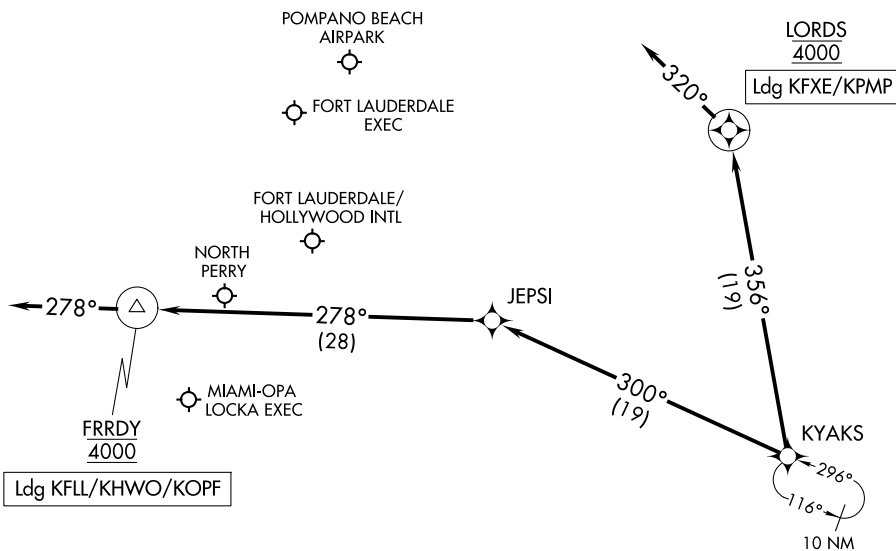 POMPANO BEACH
AIRPARK
LORDS
4000
Ldg KFXE/KPMP
320°
FORT LAUDERDALE
EXEC
FORT LAUDERDALE/
HOLLYWOOD INTL
NORTH
PERRY
356°
(19)
278°
278°
(28)
JEPSI
300°
(19)
MIAMI-OPA
LOCKA EXEC
FRRDY
4000
Ldg KFLL/KHWO/KOPF
KYAKS
296°
116°
10 NM